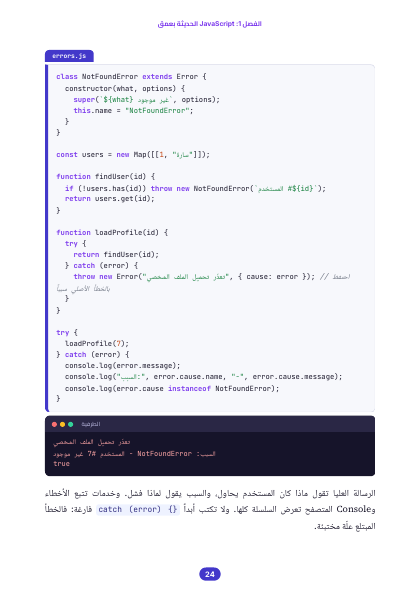 الفصل 1: JavaScript الحديثة بعمق
errors.js
class NotFoundError extends Error {
  constructor(what, options) {
    super(`${what} غير موجود`, options);
    this.name = "NotFoundError";
  }
}
const users = new Map([[1, "سارة"]]);
function findUser(id) {
  if (!users.has(id)) throw new NotFoundError(`المستخدم #${id}`);
  return users.get(id);
}
function loadProfile(id) {
  try {
    return findUser(id);
  } catch (error) {
    throw new Error("تعذّر تحميل الملف الشخصي", { cause: error }); // احتفظ
بالخطأ الأصلي سببًا
  }
}
try {
  loadProfile(7);
} catch (error) {
  console.log(error.message);
  console.log("السبب:", error.cause.name, "-", error.cause.message);
  console.log(error.cause instanceof NotFoundError);
}
الطرفية
تعذّر تحميل الملف الشخصي
السبب: NotFoundError - المستخدم #7 غير موجود
true
الرسالة العليا تقول ماذا كان المستخدم يحاول، والسبب يقول لماذا فشل. وخدمات تتبع الأخطاء
وConsole المتصفح تعرض السلسلة كلها. ولا تكتب أبداً catch (error) {} فارغة: فالخطأ
المبتلع علّة مختبئة.
24